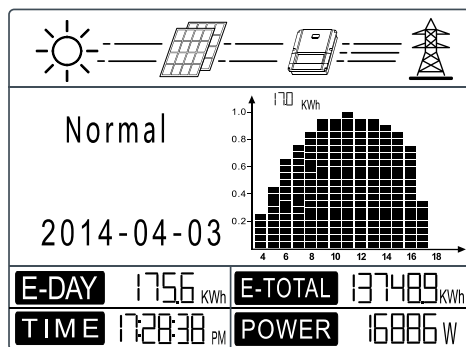 17.0 KWh
1.0
0.8
0.6
0.4
0.2
4 6 8 10 12 14 16 18
Normal
2014-04-03
E-DAY 175.6 KWh
E-TOTAL 13748.9 KWh
TIME 17:28:38 PM
POWER 16886 W